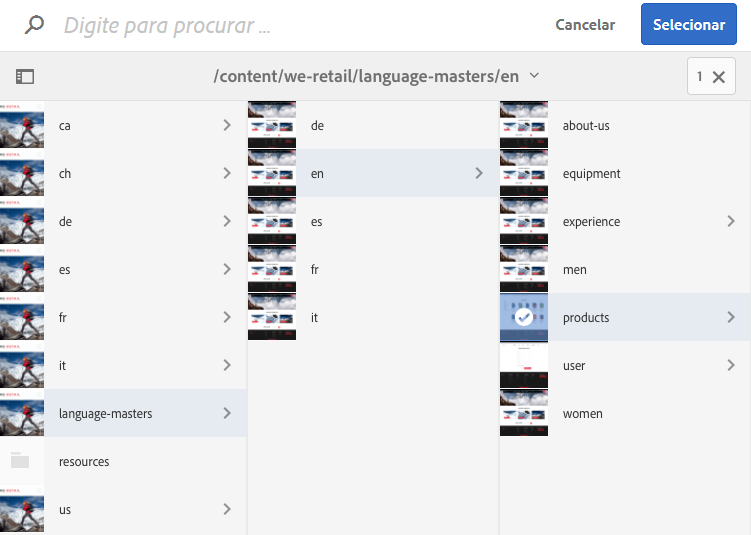 Digite para procurar ...
Cancelar
Selecionar
/content/we-retail/language-masters/en
1
ca
ch
de
es
fr
it
language-masters
resources
us
de
en
es
fr
it
about-us
equipment
experience
men
products
user
women